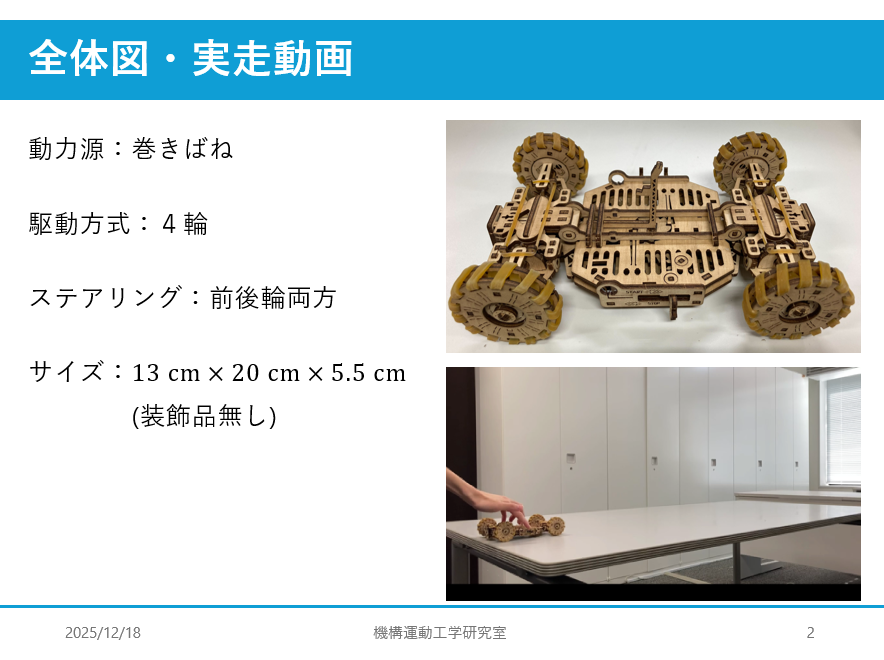 全体図・実走動画
動力源：巻きばね
駆動方式：４輪
ステアリング：前後輪両方
サイズ：13 cm × 20 cm × 5.5 cm
(装飾品無し)
2025/12/18
機構運動工学研究室
2